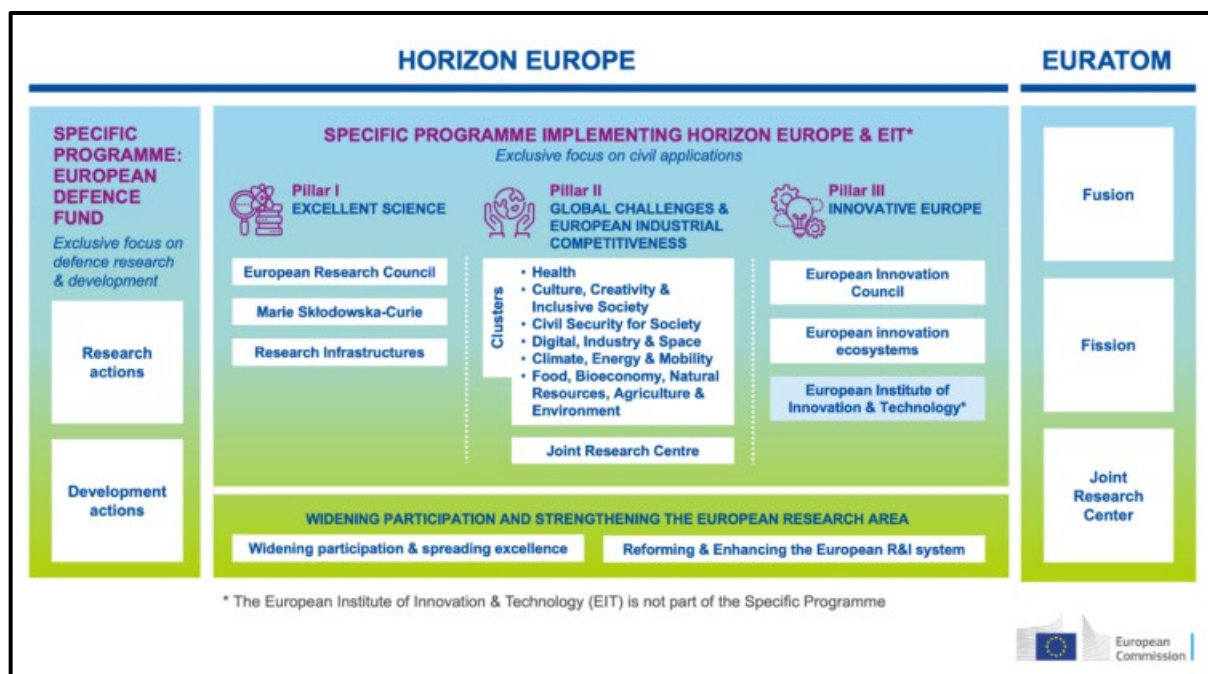 HORIZON EUROPE
EURATOM
SPECIFIC
PROGRAMME:
EUROPEAN
DEFENCE
FUND
Exclusive focus on
defence research
& development
Research
actions
Development
actions
SPECIFIC PROGRAMME IMPLEMENTING HORIZON EUROPE & EIT*
Exclusive focus on civil applications
Pillar I
EXCELLENT SCIENCE
European Research Council
Marie Skłodowska-Curie
Research Infrastructures
Pillar II
GLOBAL CHALLENGES &
EUROPEAN INDUSTRIAL
COMPETITIVENESS
Clusters
• Health
• Culture, Creativity &
Inclusive Society
• Civil Security for Society
• Digital, Industry & Space
• Climate, Energy & Mobility
• Food, Bioeconomy, Natural
Resources, Agriculture &
Environment
Joint Research Centre
Pillar III
INNOVATIVE EUROPE
European Innovation
Council
European innovation
ecosystems
European Institute of
Innovation & Technology*
WIDENING PARTICIPATION AND STRENGTHENING THE EUROPEAN RESEARCH AREA
Widening participation & spreading excellence
Reforming & Enhancing the European R&I system
Fusion
Fission
Joint
Research
Center
* The European Institute of Innovation & Technology (EIT) is not part of the Specific Programme
European
Commission